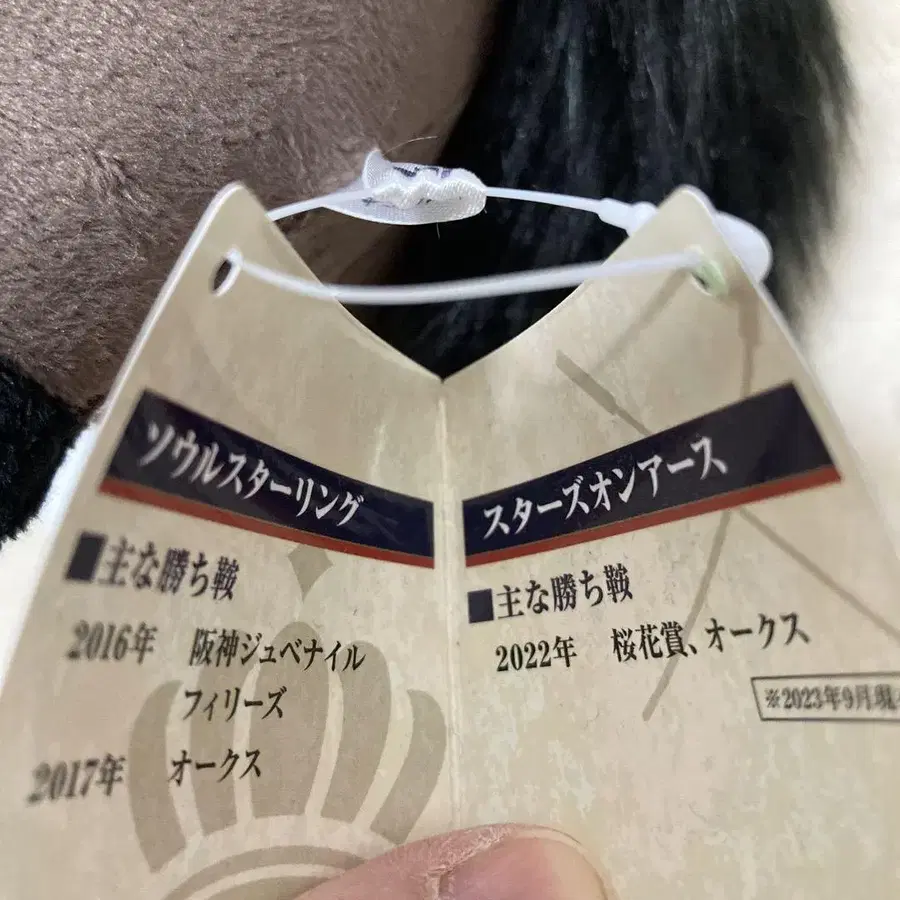 ソウルスターリング
■主な勝ち鞍
2016年 阪神ジュベナイル
フィリーズ
2017年 オークス
スターズオンアース
■主な勝ち鞍
2022年 桜花賞、オークス
※2023年9月現